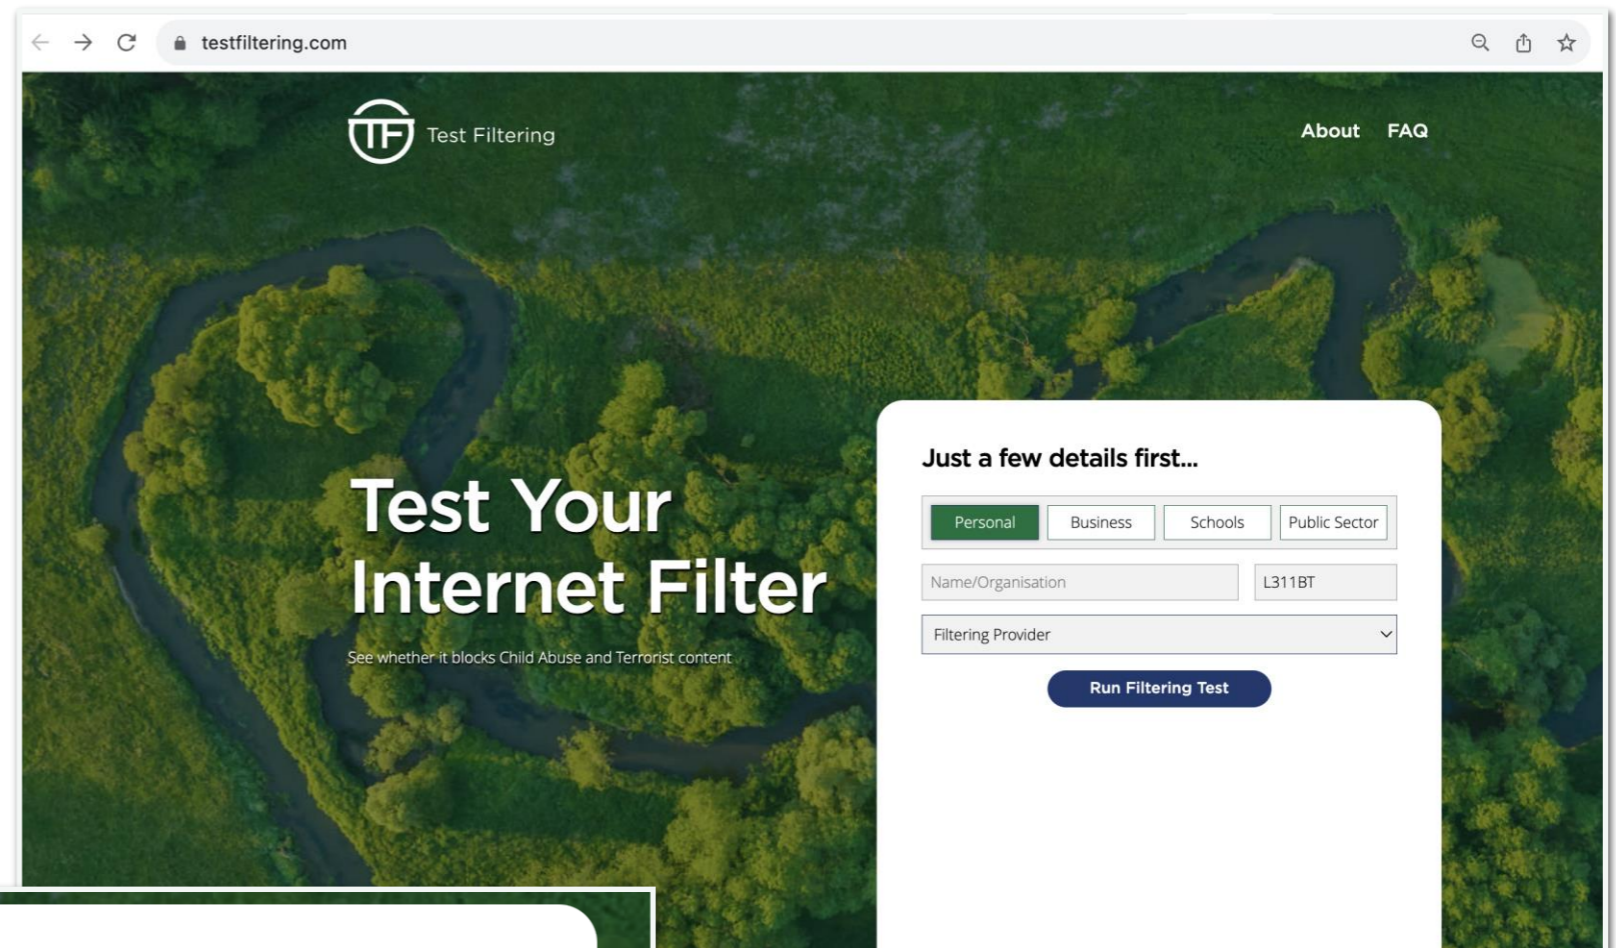 testfiltering.com
TF Test Filtering
About FAQ
Test Your
Internet Filter
See whether it blocks Child Abuse and Terrorist content
Just a few details first...
Personal Business Schools Public Sector
Name/Organisation L311BT
Filtering Provider
Run Filtering Test